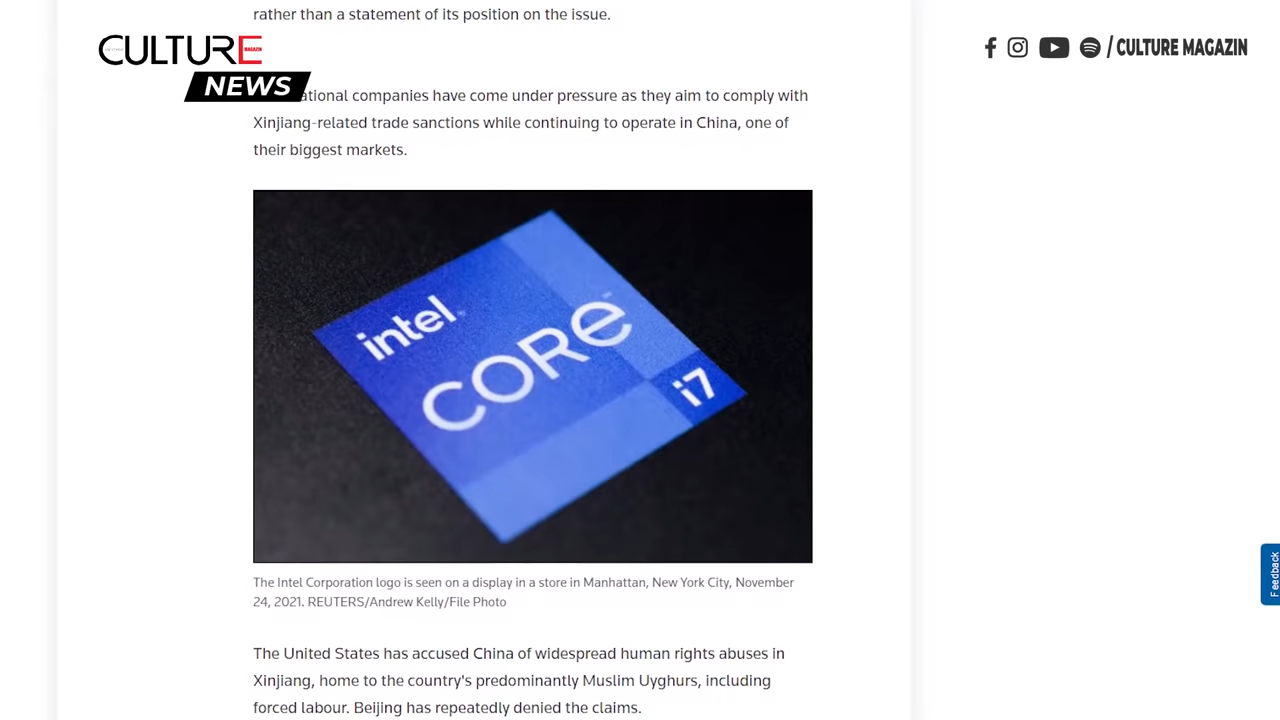 rather than a statement of its position on the issue.
CULTURE
MAGAZIN
NEWS
/ CULTURE MAGAZIN
ational companies have come under pressure as they aim to comply with
Xinjiang-related trade sanctions while continuing to operate in China, one of
their biggest markets.
intel
CORE
i7
The Intel Corporation logo is seen on a display in a store in Manhattan, New York City, November
24, 2021. REUTERS/Andrew Kelly/File Photo
Feedback
The United States has accused China of widespread human rights abuses in
Xinjiang, home to the country's predominantly Muslim Uyghurs, including
forced labour. Beijing has repeatedly denied the claims.